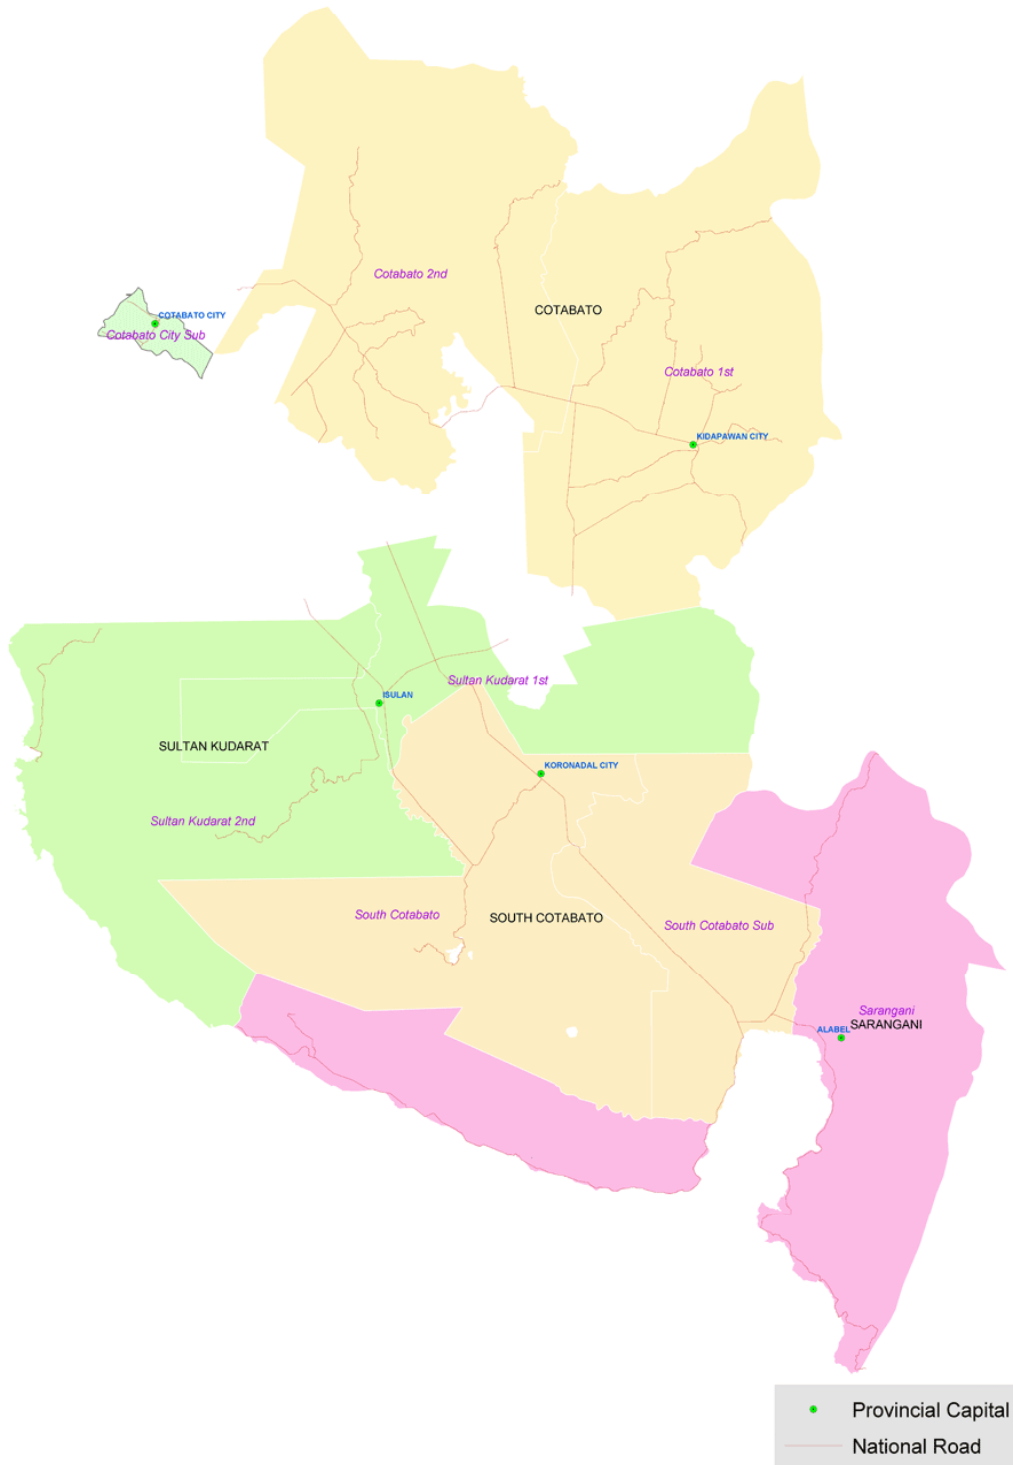 Cotabato 2nd
COTABATO
COTABATO CITY
Cotabato City Sub
Cotabato 1st
KIDAPAWAN CITY
Sultan Kudarat 1st
ISULAN
SULTAN KUDARAT
KORONADAL CITY
Sultan Kudarat 2nd
South Cotabato
SOUTH COTABATO
South Cotabato Sub
Sarangani
SARANGANI
ALABEL
Provincial Capital
National Road